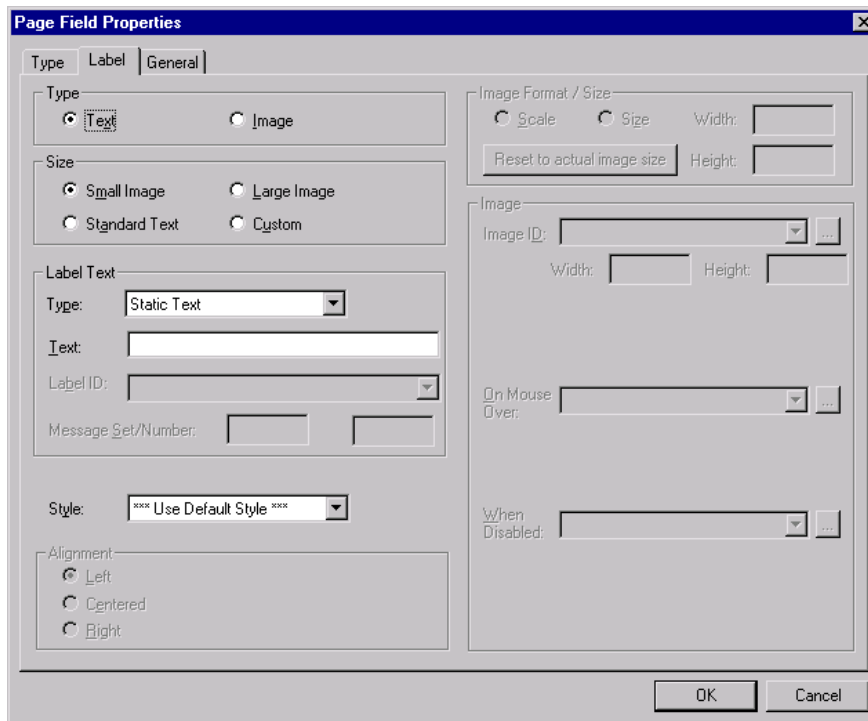 Page Field Properties
Type Label General
Type
Text Image
Size
Small Image Large Image
Standard Text Custom
Label Text
Type: Static Text
Text:
Label ID:
Message Set/Number:
Style: *** Use Default Style ***
Alignment
Left
Centered
Right
Image Format / Size
Scale Size Width:
Reset to actual image size Height:
Image
Image ID: ...
Width: Height:
On Mouse
Over: ...
When
Disabled: ...
OK Cancel